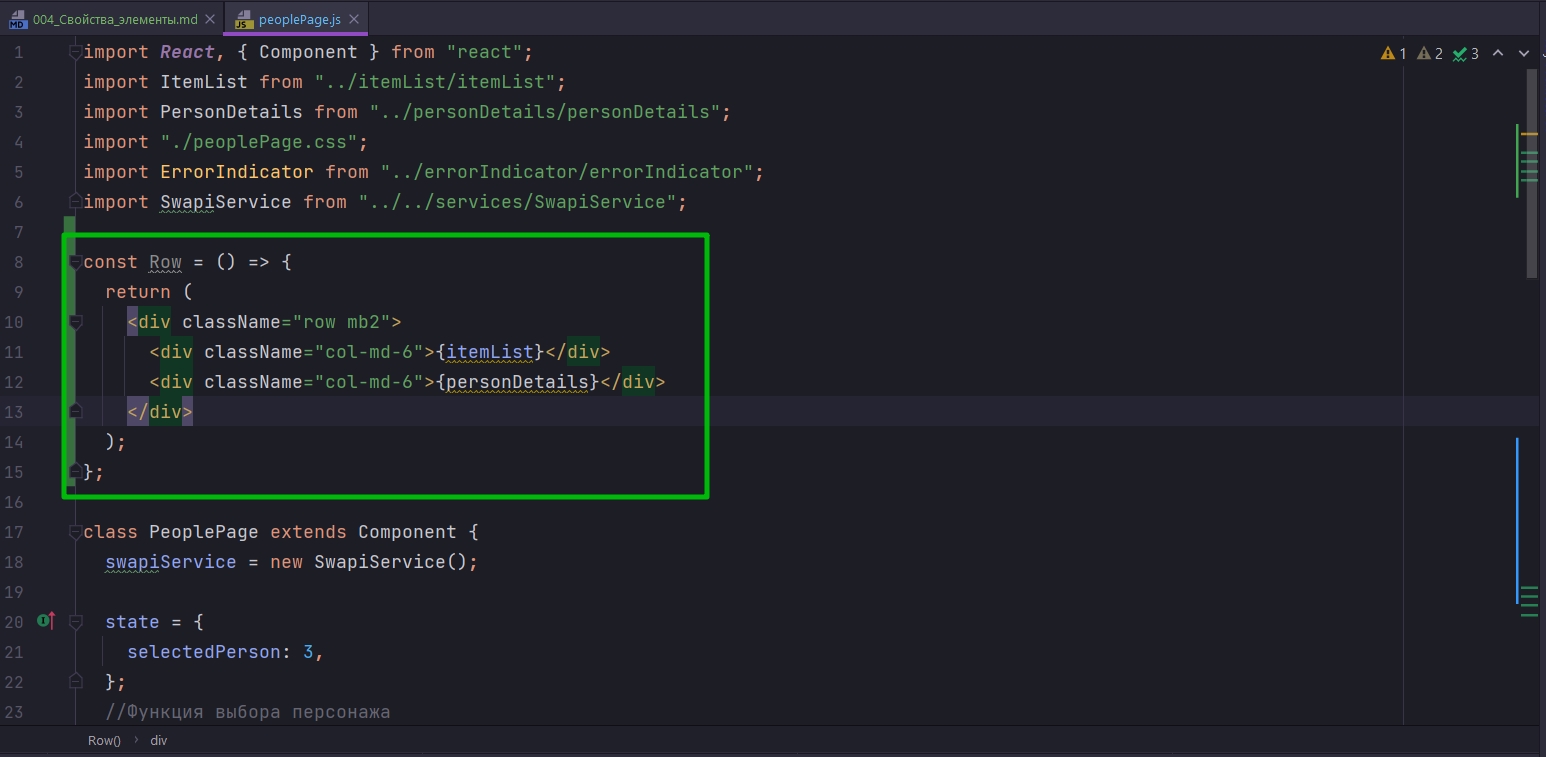 004_Свойства_элементы.md peoplePage.js
1 import React, { Component } from "react"; 1 2 3
2 import ItemList from "../itemList/itemList";
3 import PersonDetails from "../personDetails/personDetails";
4 import "./peoplePage.css";
5 import ErrorIndicator from "../errorIndicator/errorIndicator";
6 import SwapiService from "../../services/SwapiService";
7
8 const Row = () => {
9 return (
10 <div className="row mb2">
11 <div className="col-md-6">{itemList}</div>
12 <div className="col-md-6">{personDetails}</div>
13 </div>
14 );
15 };
16
17 class PeoplePage extends Component {
18 swapiService = new SwapiService();
19
20 state = {
21 selectedPerson: 3,
22 };
23 //Функция выбора персонажа
Row() › div